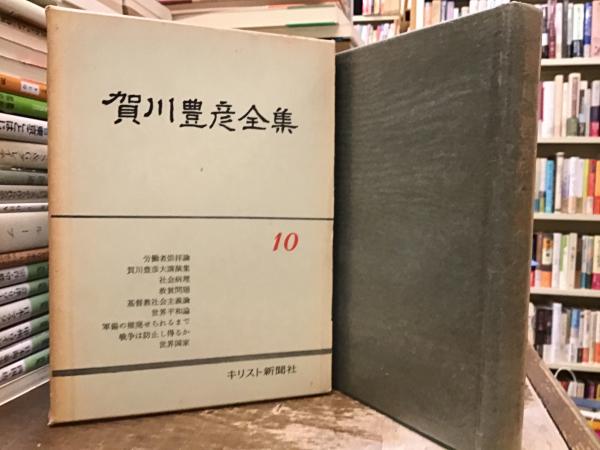 賀川豊彦全集
10
労働者崇拝論
賀川豊彦大講演集
社会病理
救貧問題
基督教社会主義論
世界平和論
軍備の撤廃せられるまで
戦争は防止し得るか
世界国家
キリスト新聞社